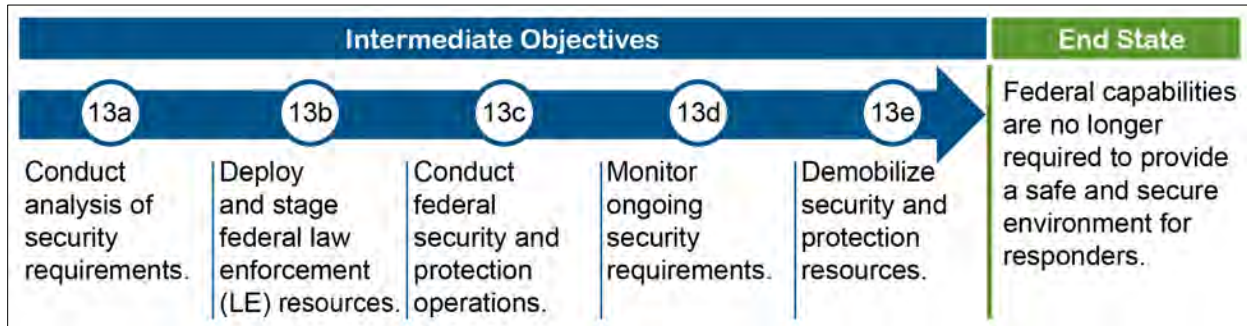 Intermediate Objectives
End State
13a
13b
13c
13d
13e
Conduct
analysis of
security
requirements.
Deploy
and stage
federal law
enforcement
(LE) resources.
Conduct
federal
security and
protection
operations.
Monitor
ongoing
security
requirements.
Demobilize
security and
protection
resources.
Federal capabilities
are no longer
required to provide
a safe and secure
environment for
responders.